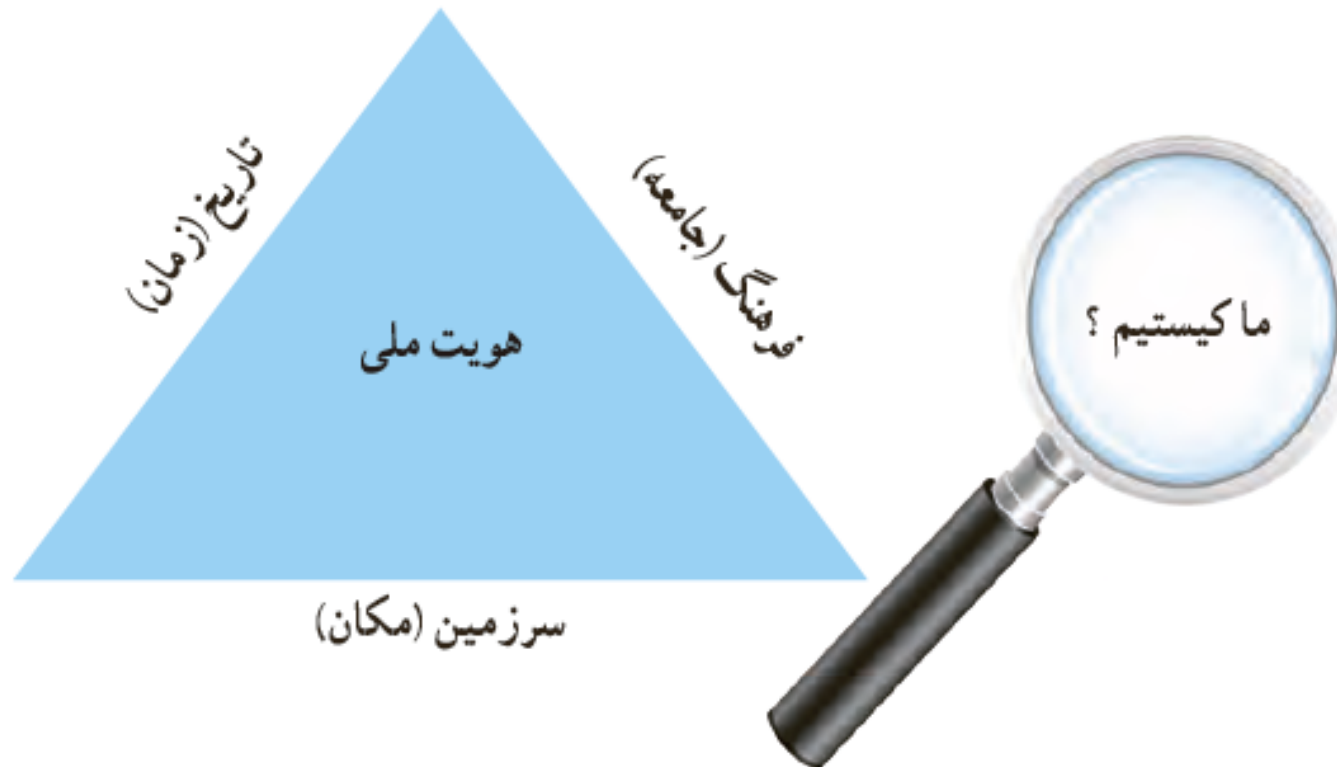 ما کیستیم ؟
فرهنگ (جامعه)
تاریخ (زمان)
هویت ملی
سرزمین (مکان)